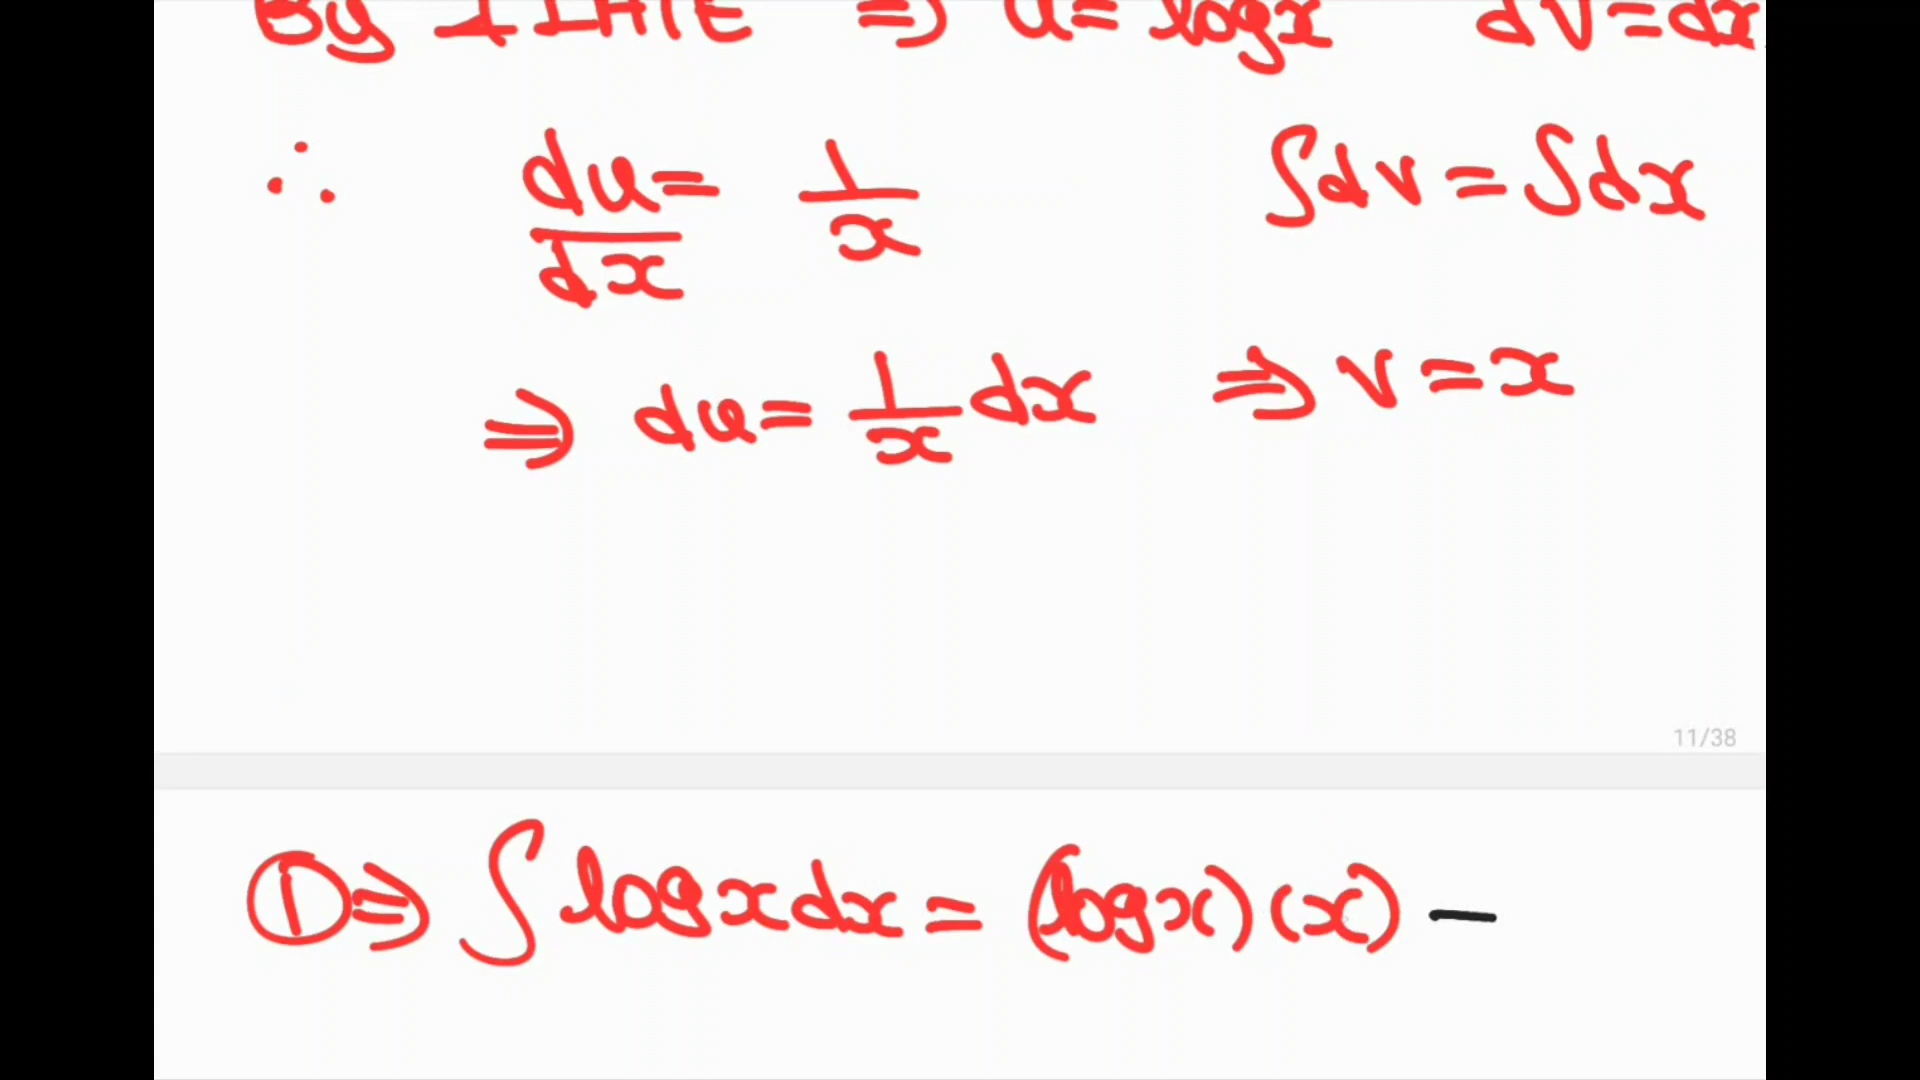 By ILATE ⇒ u = log x dv = dx
∴ du/dx = 1/x ∫dv = ∫dx
⇒ du = 1/x dx ⇒ v = x
11/38
① ⇒ ∫ log x dx = (log x)(x) −